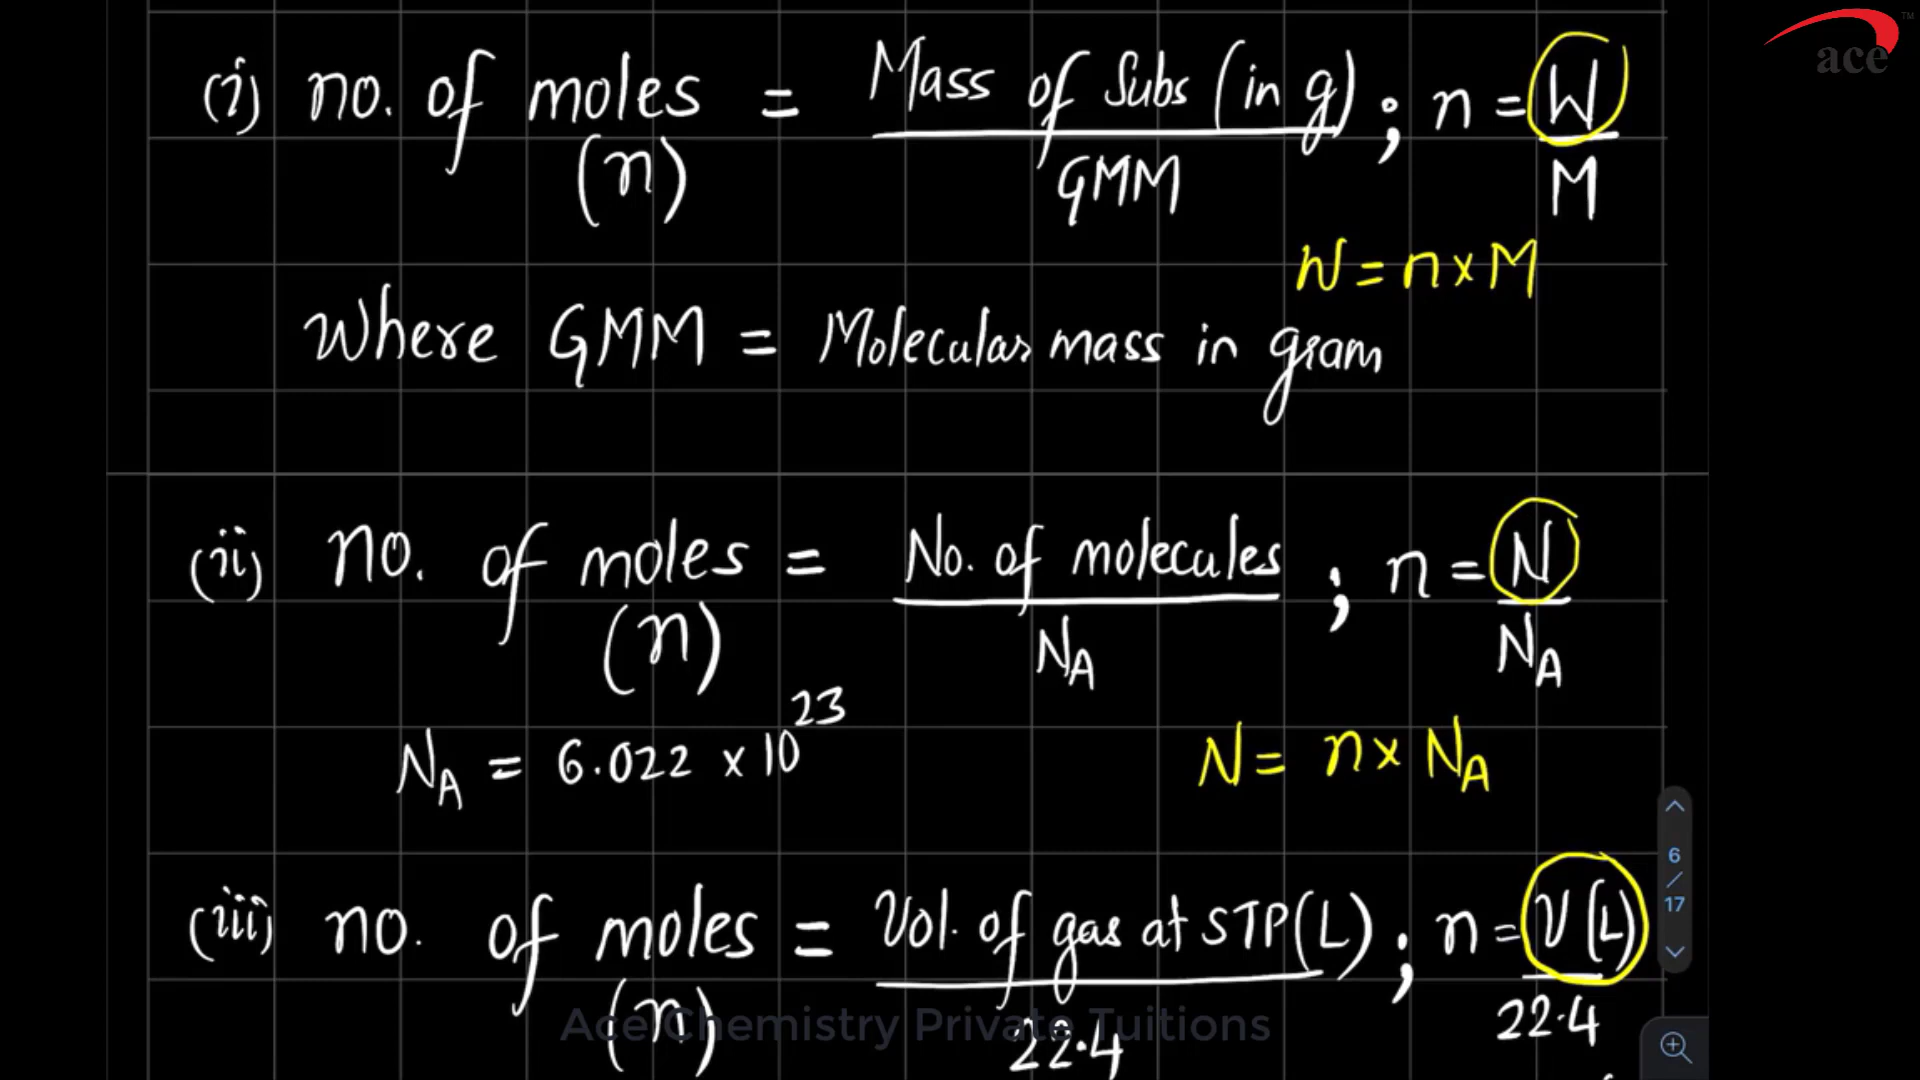 ace TM
(i) no. of moles = Mass of Subs (in g) ; n = W
(n) GMM M
W = n x M
Where GMM = Molecular mass in gram
(ii) no. of moles = No. of molecules ; n = N
(n) NA NA
NA = 6.022 x 10^23 N = n x NA
6
/
17
(iii) no. of moles = Vol. of gas at STP (L) ; n = V(L)
(n) 22.4 22.4
Ace Chemistry Private Tuitions